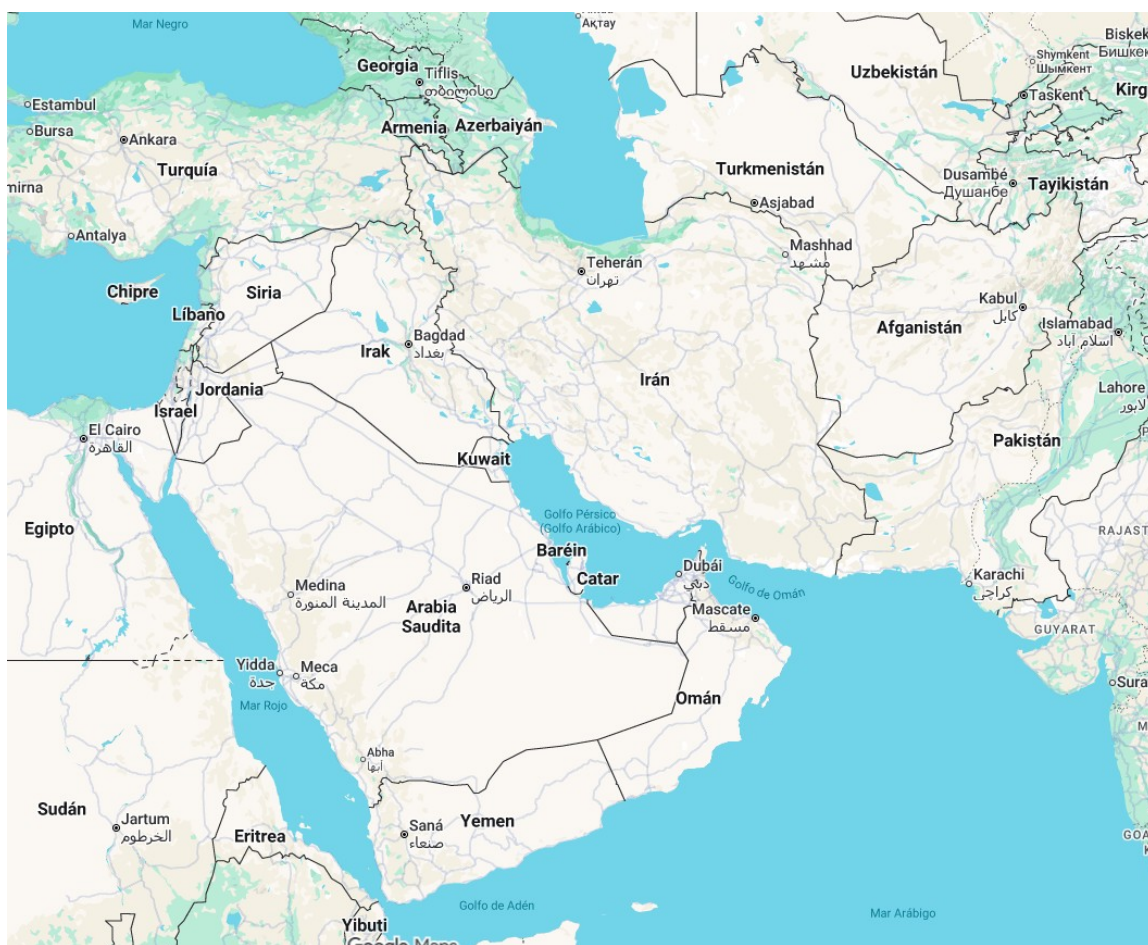 Mar Negro
Актау
Georgia
Tiflis
თბილისი
Uzbekistán
Shymkent
Шымкент
Biskek
Бишкек
Estambul
Bursa
Ankara
Armenia
Azerbaiyán
Taskent
Kirg
Turquía
Turkmenistán
Dusambé
Душанбе
Tayikistán
mirna
Antalya
Asjabad
Mashhad
مشهد
Teherán
تهران
Chipre
Siria
Líbano
Kabul
کابل
Afganistán
Islamabad
اسلام آباد
Bagdad
بغداد
Irak
Irán
Jordania
Israel
Lahore
لاہور
El Cairo
القاهرة
Pakistán
Kuwait
Egipto
Golfo Pérsico
(Golfo Arábico)
RAJAST
Baréin
Catar
Dubái
دبي
Golfo de Omán
Karachi
کراچی
Medina
المدينة المنورة
Riad
الرياض
Arabia
Saudita
Mascate
مسقط
GUYARAT
Yidda
جدة
Meca
مكة
Mar Rojo
Omán
Sura
Abha
أبها
Sudán
Jartum
الخرطوم
Eritrea
Saná
صنعاء
Yemen
GOA
Golfo de Adén
Mar Arábigo
Yibuti
Google Maps